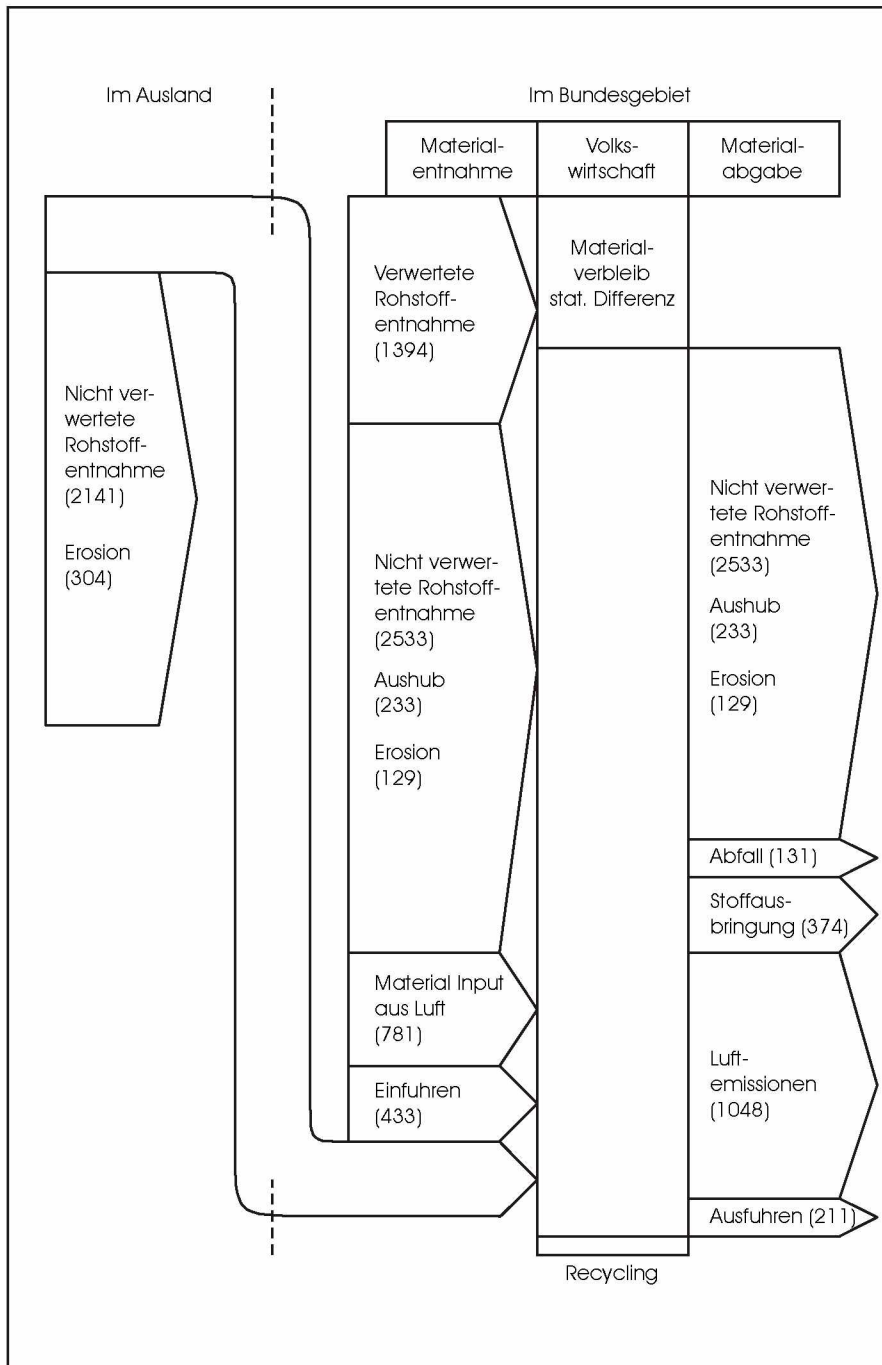 Im Ausland
Im Bundesgebiet
Material-
entnahme
Volks-
wirtschaft
Material-
abgabe
Nicht ver-
wertete
Rohstoff-
entnahme
(2141)
Erosion
(304)
Verwertete
Rohstoff-
entnahme
(1394)
Nicht verwer-
tete Rohstoff-
entnahme
(2533)
Aushub
(233)
Erosion
(129)
Material Input
aus Luft
(781)
Einfuhren
(433)
Material-
verbleib
stat. Differenz
Nicht verwer-
tete Rohstoff-
entnahme
(2533)
Aushub
(233)
Erosion
(129)
Abfall (131)
Stoffaus-
bringung (374)
Luft-
emissionen
(1048)
Ausfuhren (211)
Recycling